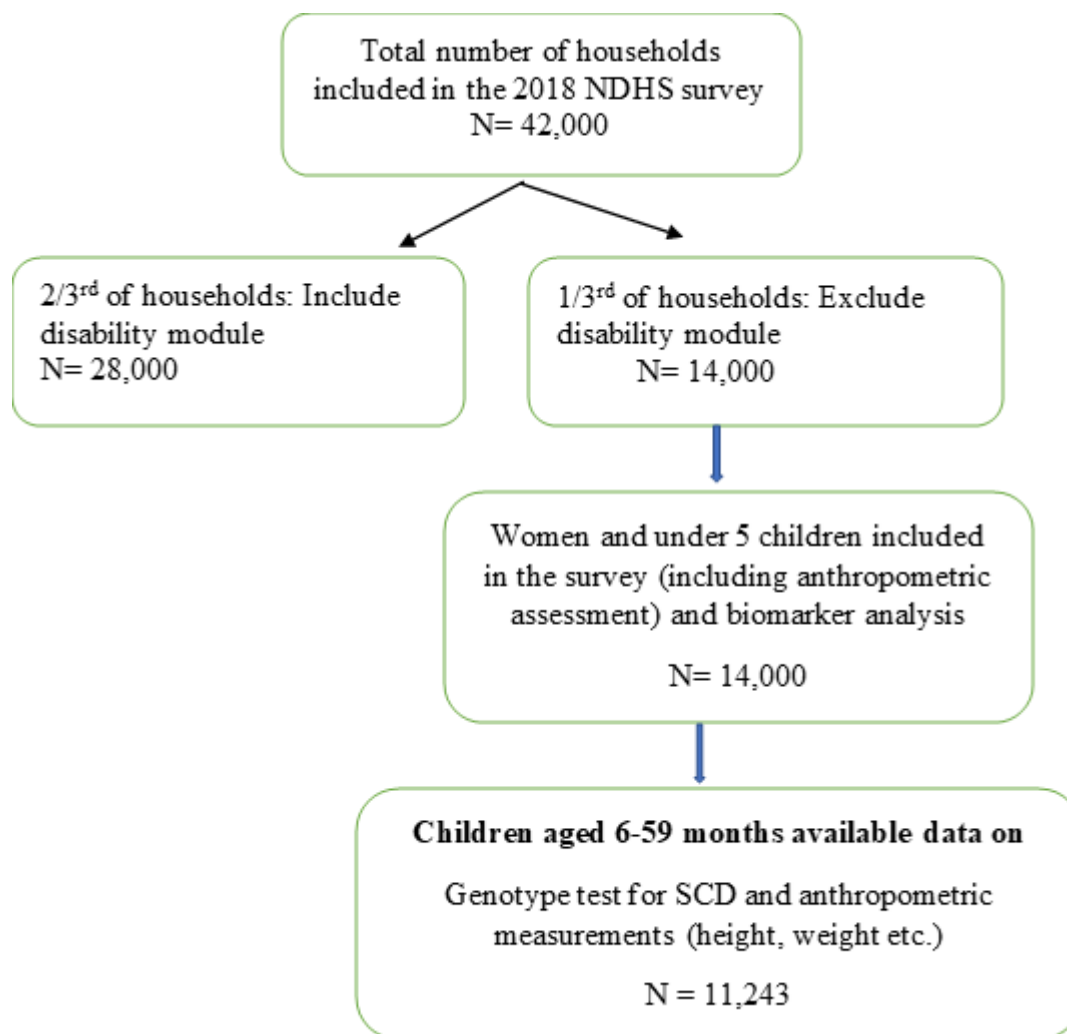 Total number of households
included in the 2018 NDHS survey
N= 42,000
2/3rd of households: Include
disability module
N= 28,000
1/3rd of households: Exclude
disability module
N= 14,000
Women and under 5 children included
in the survey (including anthropometric
assessment) and biomarker analysis
N= 14,000
Children aged 6-59 months available data on
Genotype test for SCD and anthropometric
measurements (height, weight etc.)
N = 11,243